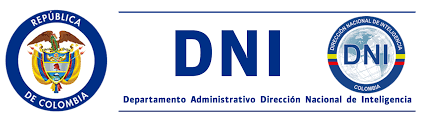 REPÚBLICA
DE COLOMBIA
DNI
Departamento Administrativo Dirección Nacional de Inteligencia
DIRECCIÓN NACIONAL DE INTELIGENCIA
DNI
COLOMBIA